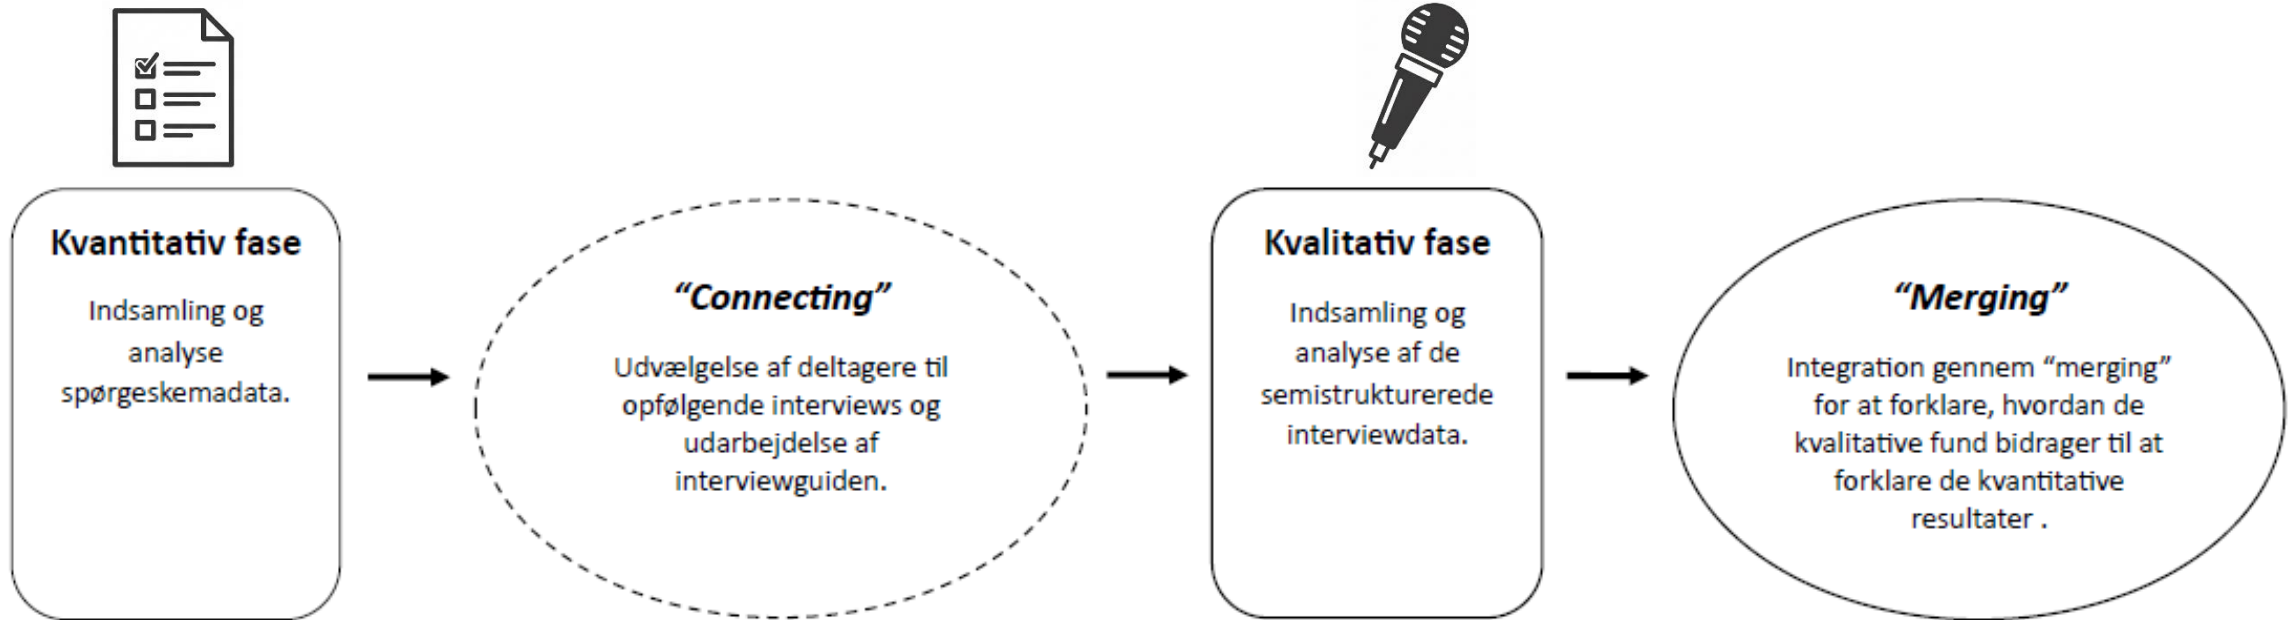 Kvantitativ fase
Indsamling og
analyse
spørgeskemadata.
“Connecting”
Udvælgelse af deltagere til
opfølgende interviews og
udarbejdelse af
interviewguiden.
Kvalitativ fase
Indsamling og
analyse af de
semistrukturerede
interviewdata.
“Merging”
Integration gennem “merging”
for at forklare, hvordan de
kvalitative fund bidrager til at
forklare de kvantitative
resultater .